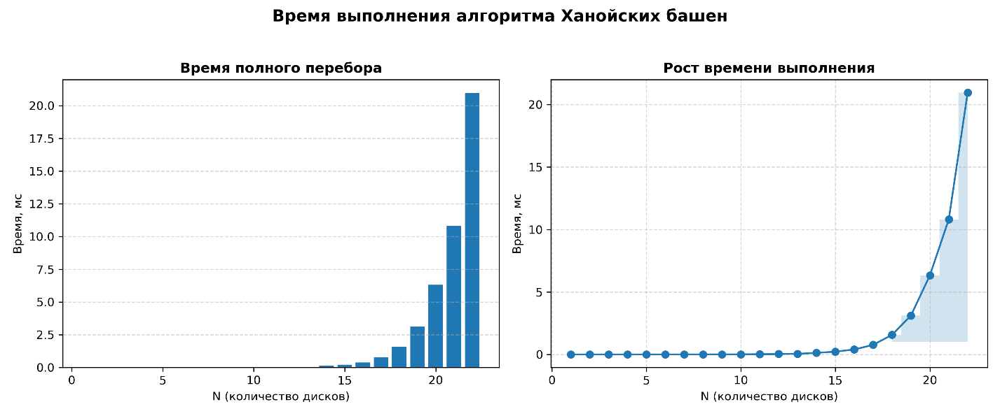 Время выполнения алгоритма Ханойских башен
Время полного перебора
Время, мс
20.0
17.5
15.0
12.5
10.0
7.5
5.0
2.5
0.0
0 5 10 15 20
N (количество дисков)
Рост времени выполнения
Время, мс
20
15
10
5
0
0 5 10 15 20
N (количество дисков)